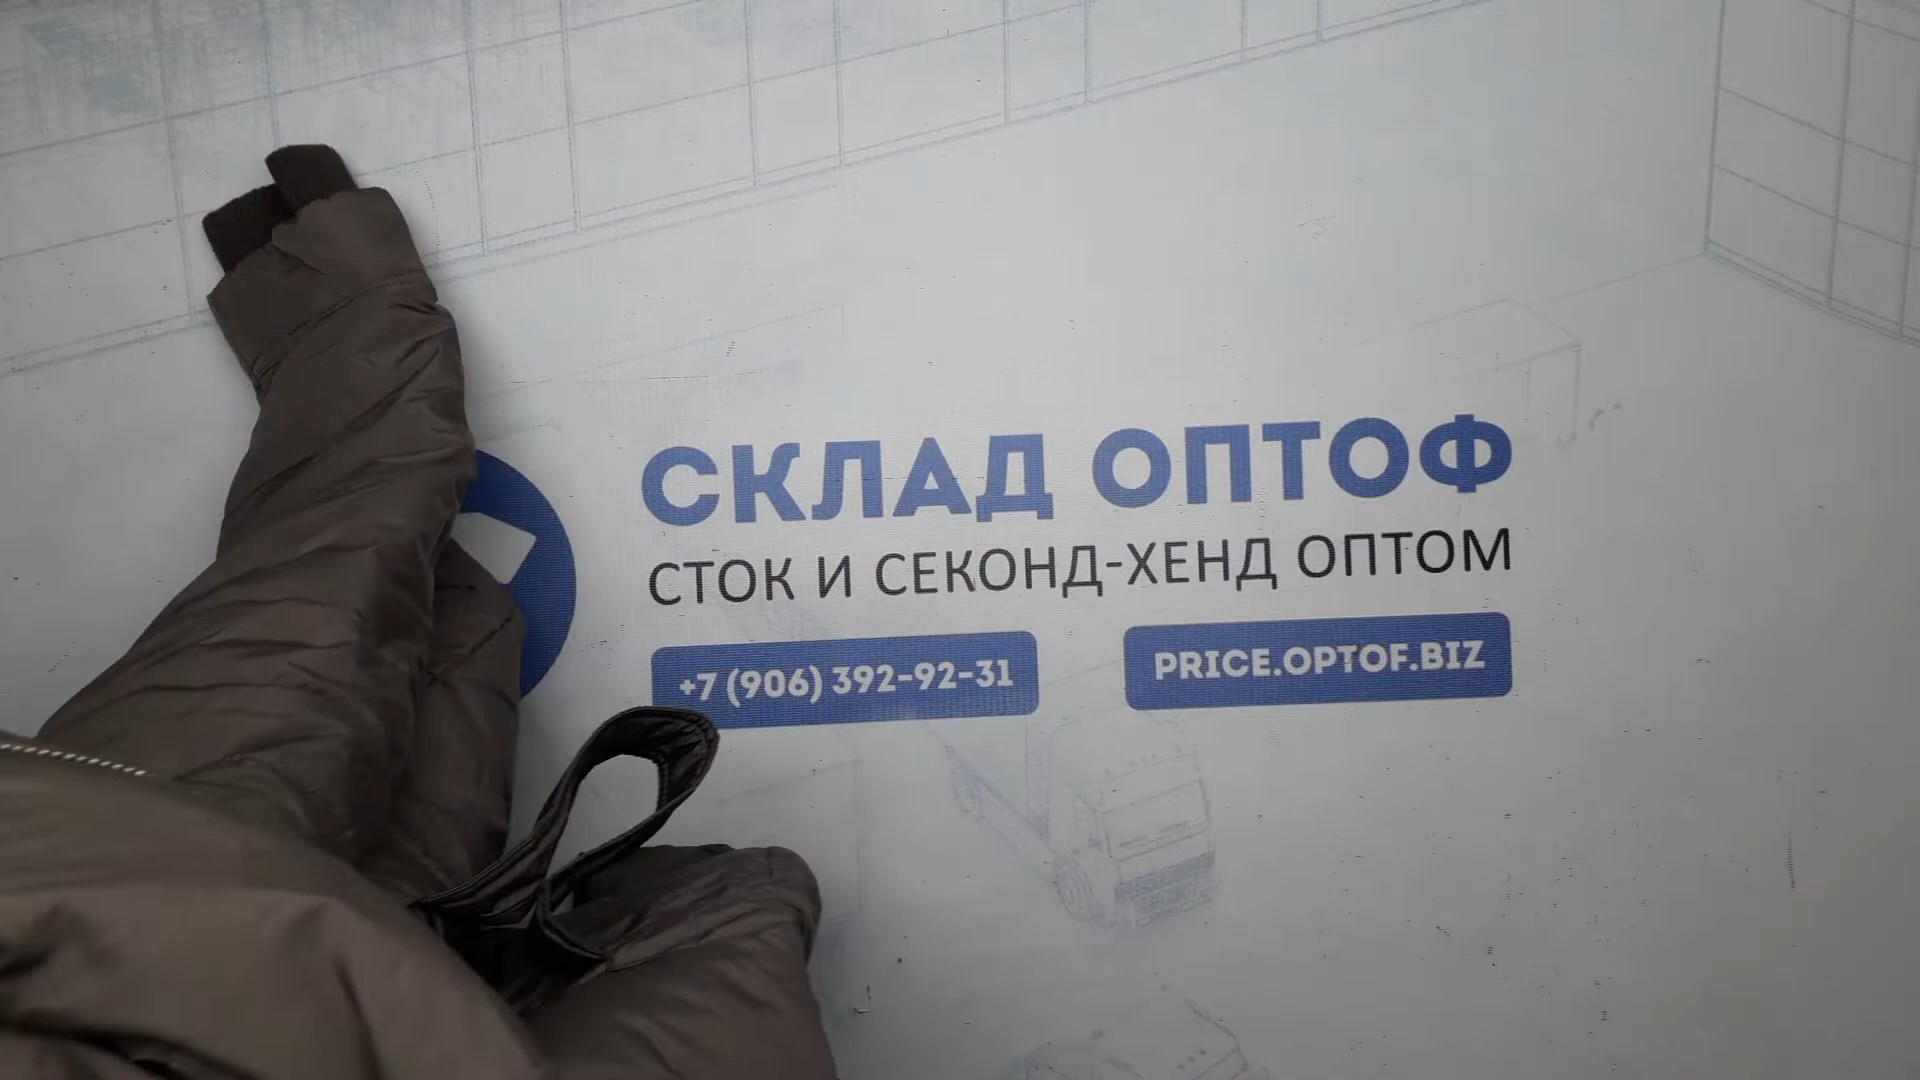 СКЛАД ОПТОФ
СТОК И СЕКОНД-ХЕНД ОПТОМ
+7 (906) 392-92-31
PRICE.OPTOF.BIZ